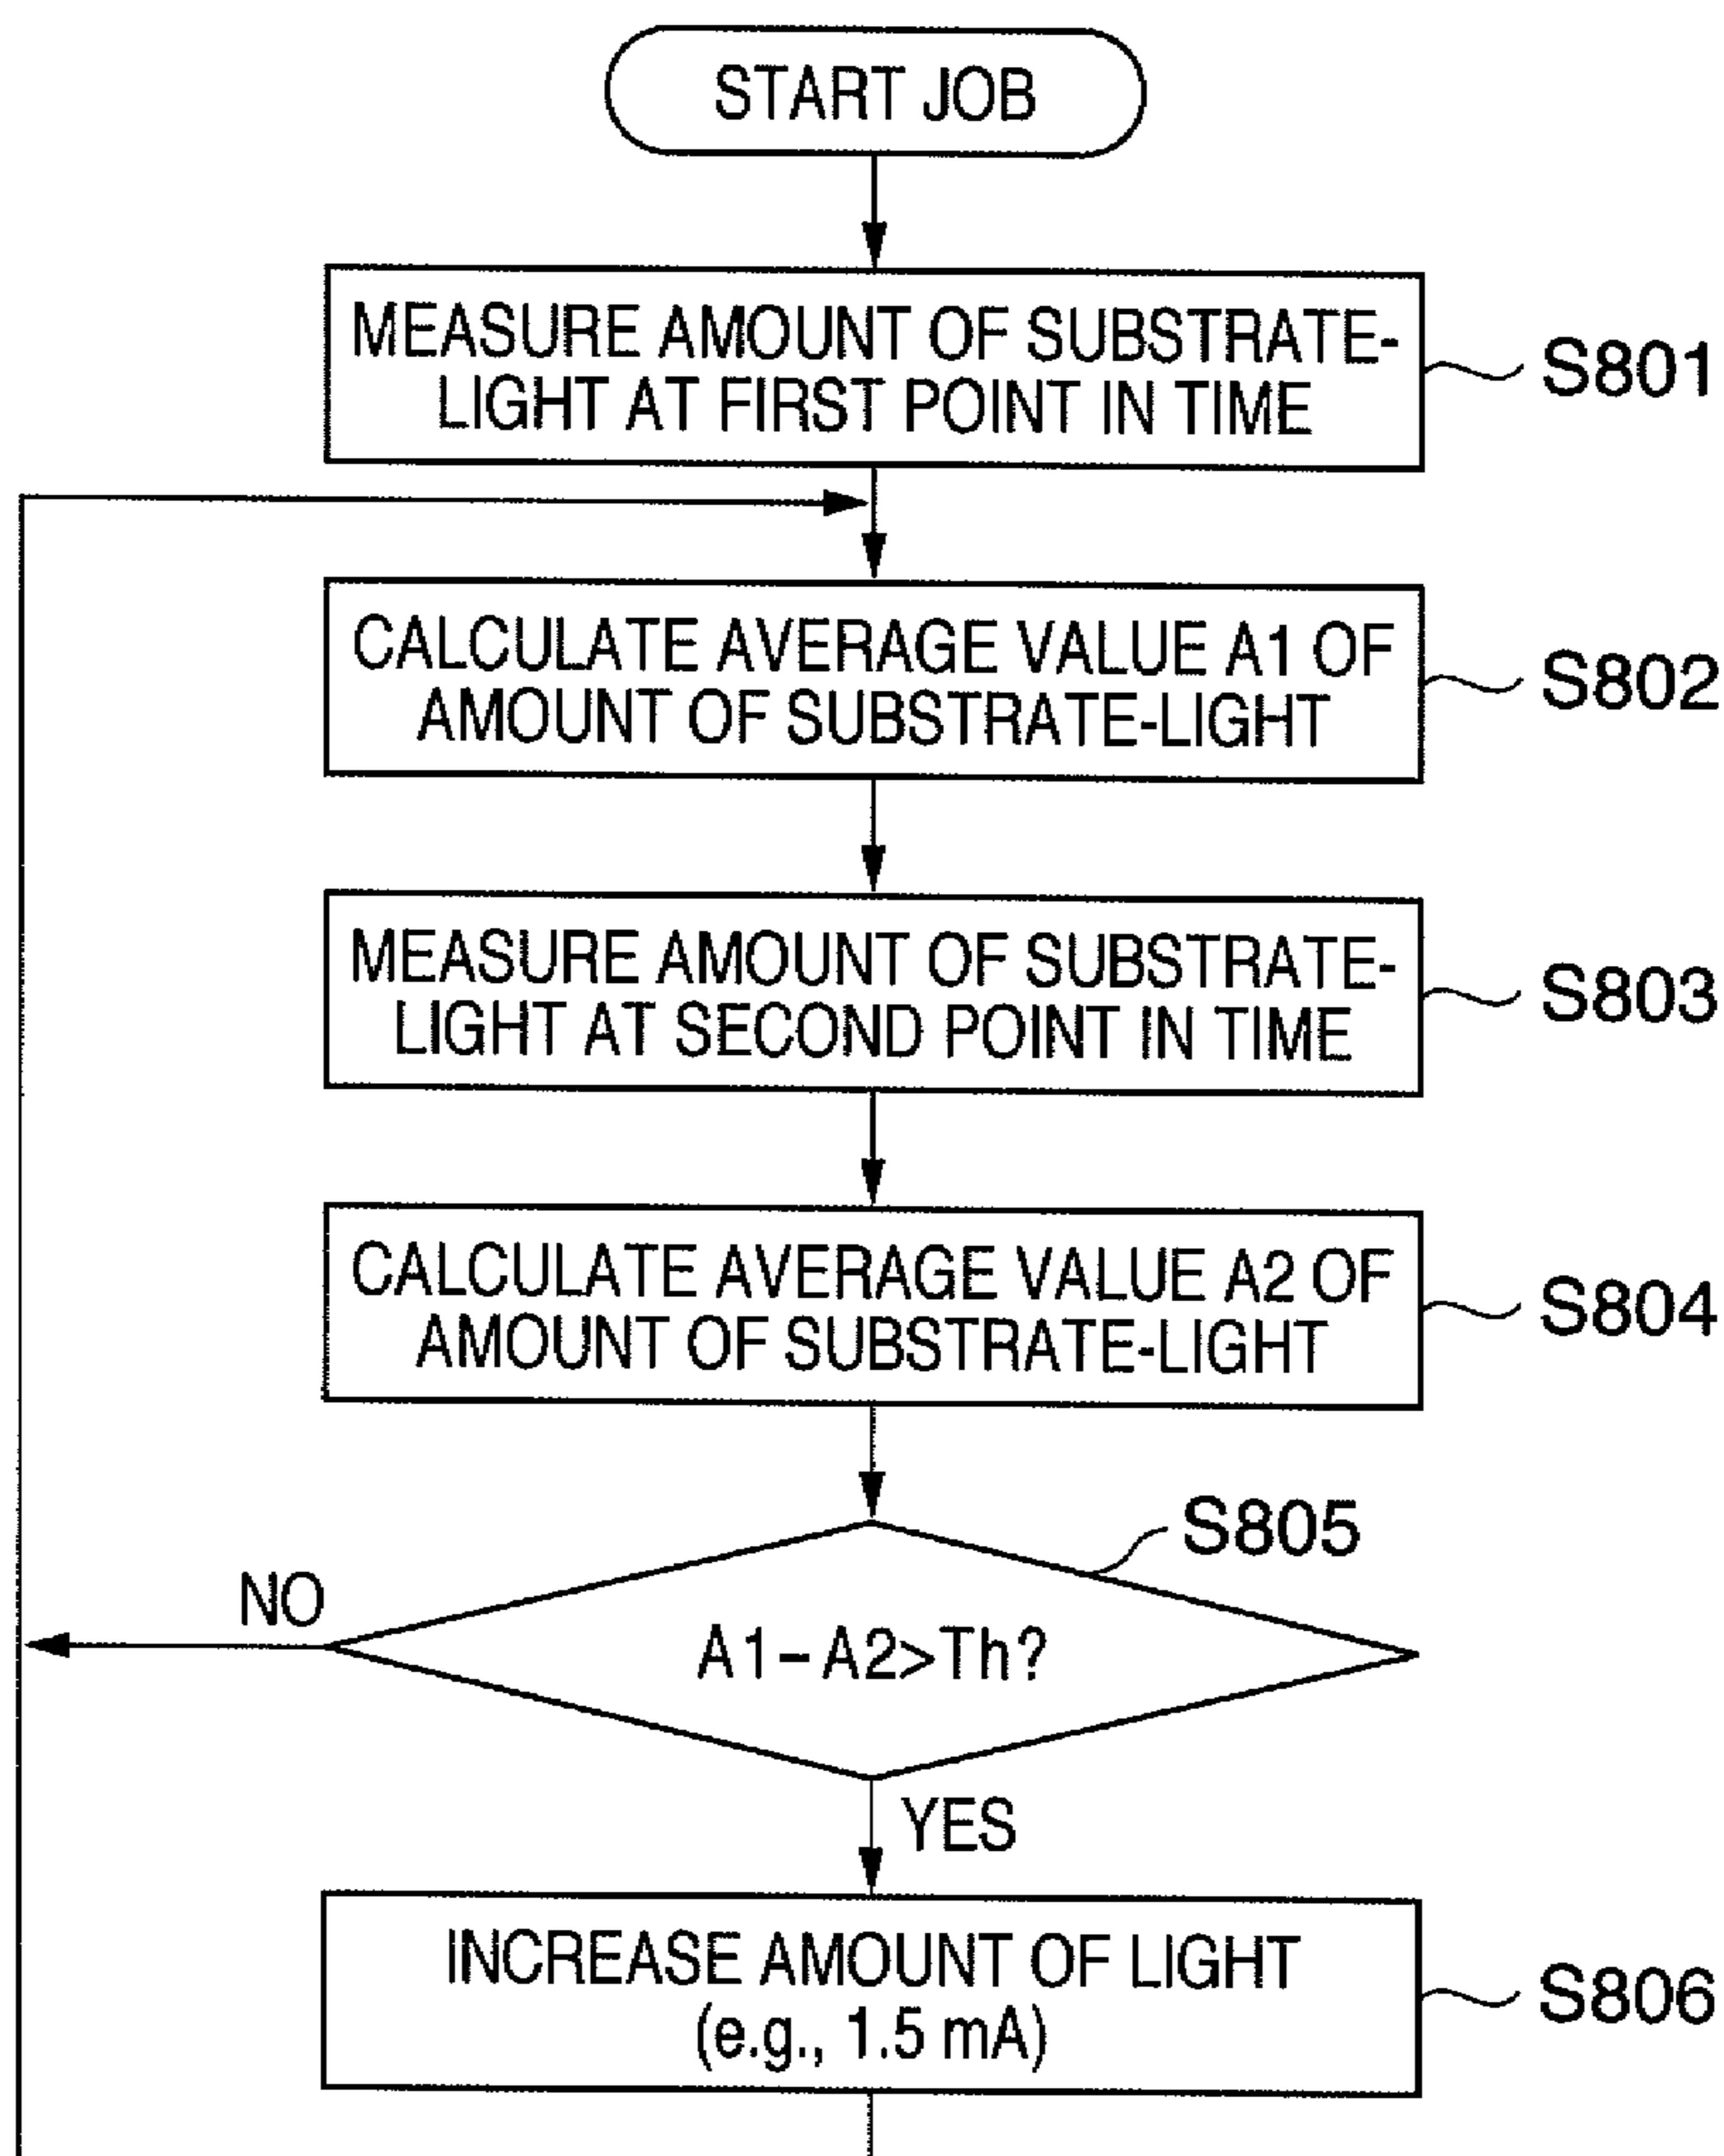 START JOB
MEASURE AMOUNT OF SUBSTRATE-
LIGHT AT FIRST POINT IN TIME
S801
CALCULATE AVERAGE VALUE A1 OF
AMOUNT OF SUBSTRATE-LIGHT
S802
MEASURE AMOUNT OF SUBSTRATE-
LIGHT AT SECOND POINT IN TIME
S803
CALCULATE AVERAGE VALUE A2 OF
AMOUNT OF SUBSTRATE-LIGHT
S804
S805
NO
A1-A2>Th?
YES
INCREASE AMOUNT OF LIGHT
(e.g., 1.5 mA)
S806